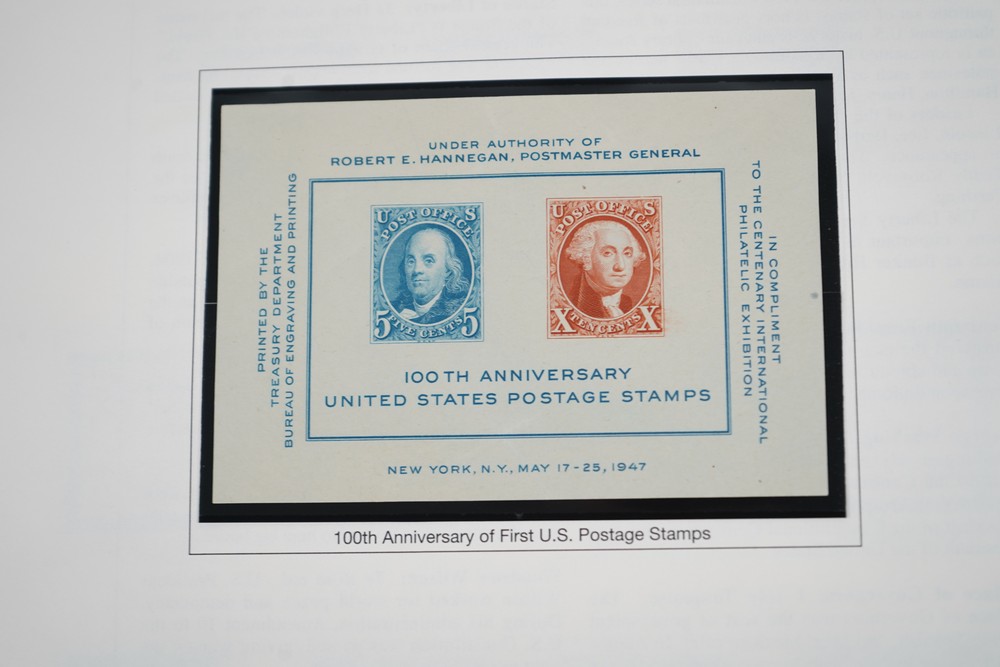 UNDER AUTHORITY OF
ROBERT E. HANNEGAN, POSTMASTER GENERAL
PRINTED BY THE
TREASURY DEPARTMENT
BUREAU OF ENGRAVING AND PRINTING
U S
POST OFFICE
5 5
FIVE CENTS
U S
POST OFFICE
X X
TEN CENTS
100TH ANNIVERSARY
UNITED STATES POSTAGE STAMPS
IN COMPLIMENT
TO THE CENTENARY INTERNATIONAL
PHILATELIC EXHIBITION
NEW YORK, N.Y., MAY 17-25, 1947
100th Anniversary of First U.S. Postage Stamps